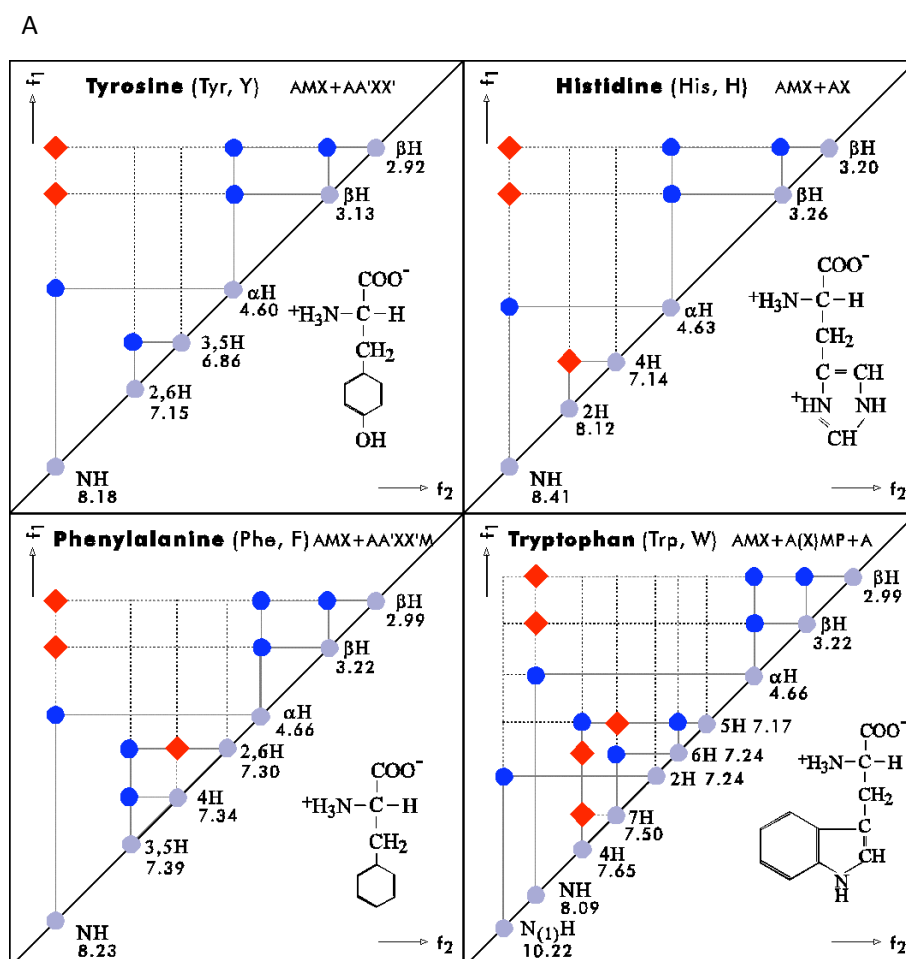 A
f1
Tyrosine (Tyr, Y) AMX+AA'XX'
βH
2.92
βH
3.13
αH
4.60
3,5H
6.86
2,6H
7.15
NH
8.18
COO⁻
⁺H₃N–C–H
CH₂
OH
f2
Histidine (His, H) AMX+AX
βH
3.20
βH
3.26
αH
4.63
4H
7.14
2H
8.12
NH
8.41
COO⁻
⁺H₃N–C–H
CH₂
C=CH
⁺HN NH
CH
f2
f1
Phenylalanine (Phe, F) AMX+AA'XX'M
βH
2.99
βH
3.22
αH
4.66
2,6H
7.30
4H
7.34
3,5H
7.39
NH
8.23
COO⁻
⁺H₃N–C–H
CH₂
C
f2
f1
Tryptophan (Trp, W) AMX+A(X)MP+A
βH
2.99
βH
3.22
αH
4.66
5H 7.17
6H 7.24
2H 7.24
7H
7.50
4H
7.65
NH
8.09
N(1)H
10.22
COO⁻
⁺H₃N–C–H
CH₂
C
CH
N
H
f2